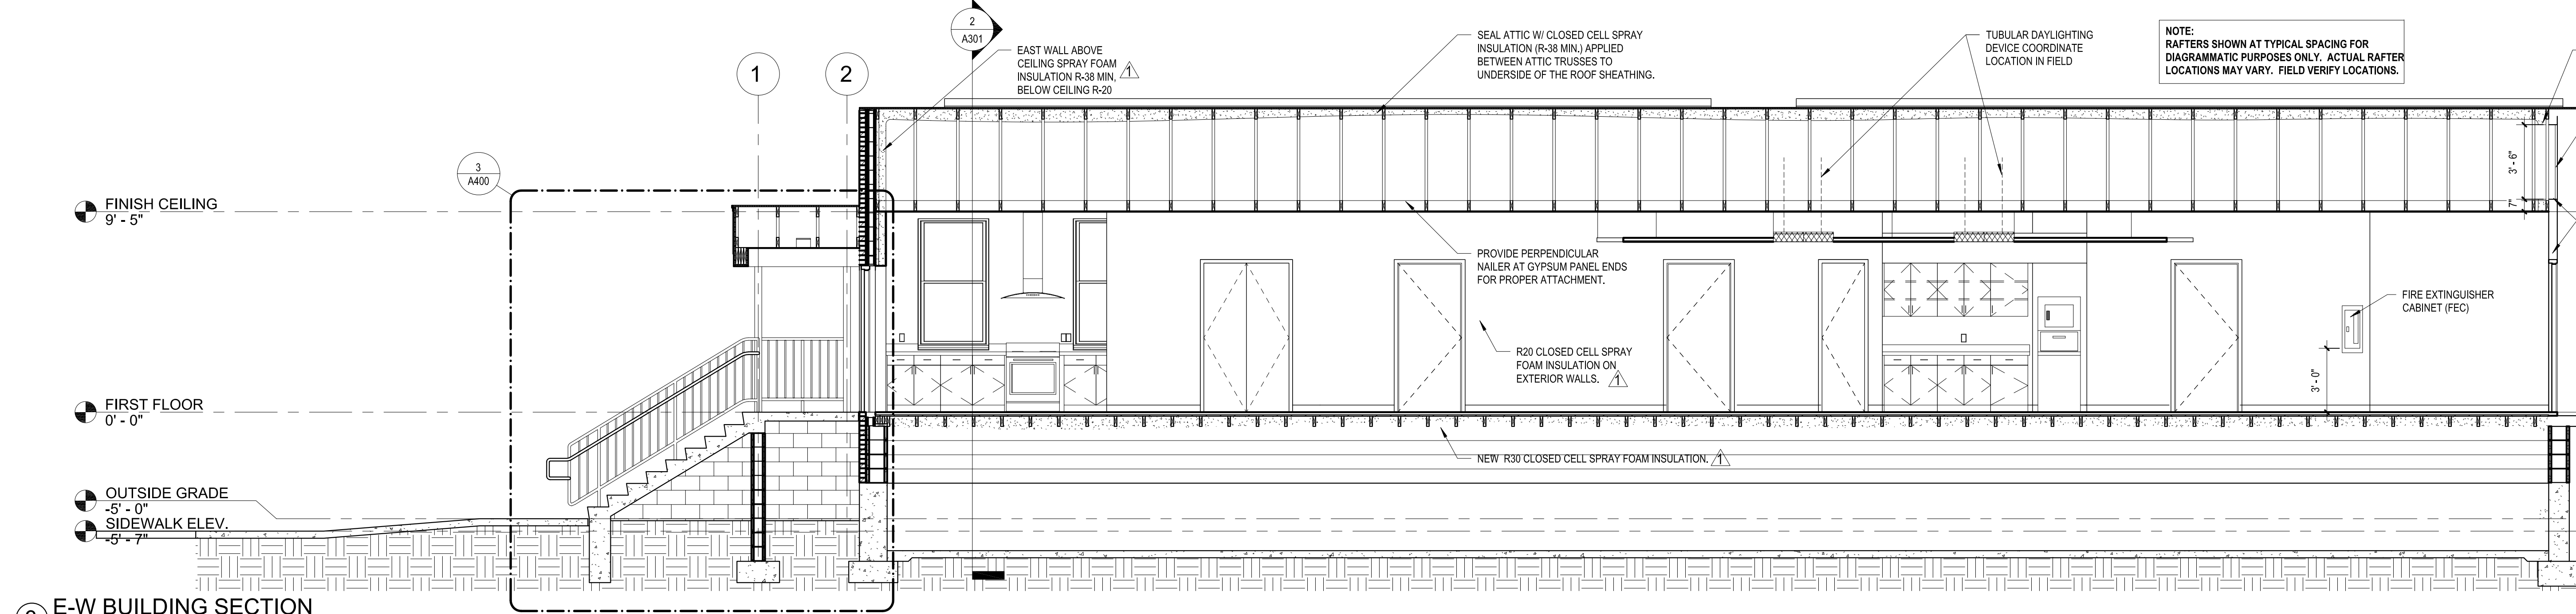 2
A301
EAST WALL ABOVE
CEILING SPRAY FOAM
INSULATION R-38 MIN,
BELOW CEILING R-20
1
SEAL ATTIC W/ CLOSED CELL SPRAY
INSULATION (R-38 MIN.) APPLIED
BETWEEN ATTIC TRUSSES TO
UNDERSIDE OF THE ROOF SHEATHING.
TUBULAR DAYLIGHTING
DEVICE COORDINATE
LOCATION IN FIELD
NOTE:
RAFTERS SHOWN AT TYPICAL SPACING FOR
DIAGRAMMATIC PURPOSES ONLY. ACTUAL RAFTER
LOCATIONS MAY VARY. FIELD VERIFY LOCATIONS.
1
2
3
A400
FINISH CEILING
9' - 5"
3' - 6"
7"
PROVIDE PERPENDICULAR
NAILER AT GYPSUM PANEL ENDS
FOR PROPER ATTACHMENT.
FIRE EXTINGUISHER
CABINET (FEC)
R20 CLOSED CELL SPRAY
FOAM INSULATION ON
EXTERIOR WALLS.
1
3' - 0"
FIRST FLOOR
0' - 0"
NEW R30 CLOSED CELL SPRAY FOAM INSULATION.
1
OUTSIDE GRADE
-5' - 0"
SIDEWALK ELEV.
-5' - 7"
E-W BUILDING SECTION